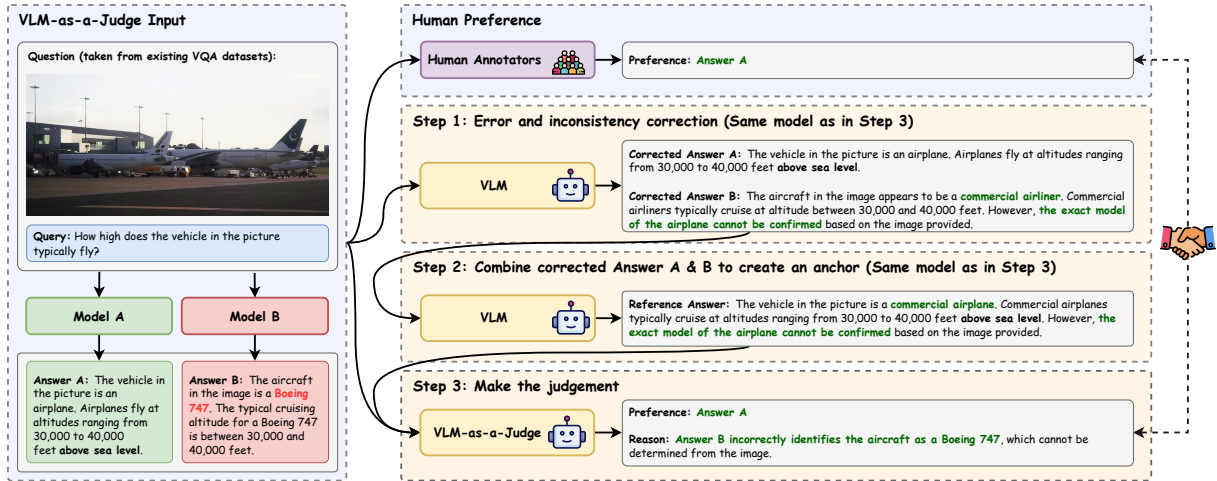 VLM-as-a-Judge Input
Question (taken from existing VQA datasets):
Query: How high does the vehicle in the picture
typically fly?
Model A
Model B
Answer A: The vehicle in
the picture is an
airplane. Airplanes fly at
altitudes ranging from
30,000 to 40,000
feet above sea level.
Answer B: The aircraft
in the image is a Boeing
747. The typical cruising
altitude for a Boeing 747
is between 30,000 and
40,000 feet.
Human Preference
Human Annotators
Preference: Answer A
Step 1: Error and inconsistency correction (Same model as in Step 3)
VLM
Corrected Answer A: The vehicle in the picture is an airplane. Airplanes fly at altitudes ranging
from 30,000 to 40,000 feet above sea level.
Corrected Answer B: The aircraft in the image appears to be a commercial airliner. Commercial
airliners typically cruise at altitude between 30,000 and 40,000 feet. However, the exact model
of the airplane cannot be confirmed based on the image provided.
Step 2: Combine corrected Answer A & B to create an anchor (Same model as in Step 3)
VLM
Reference Answer: The vehicle in the picture is a commercial airplane. Commercial airplanes
typically cruise at altitudes ranging from 30,000 to 40,000 feet above sea level. However, the
exact model of the airplane cannot be confirmed based on the image provided.
Step 3: Make the judgement
VLM-as-a-Judge
Preference: Answer A
Reason: Answer B incorrectly identifies the aircraft as a Boeing 747, which cannot be
determined from the image.